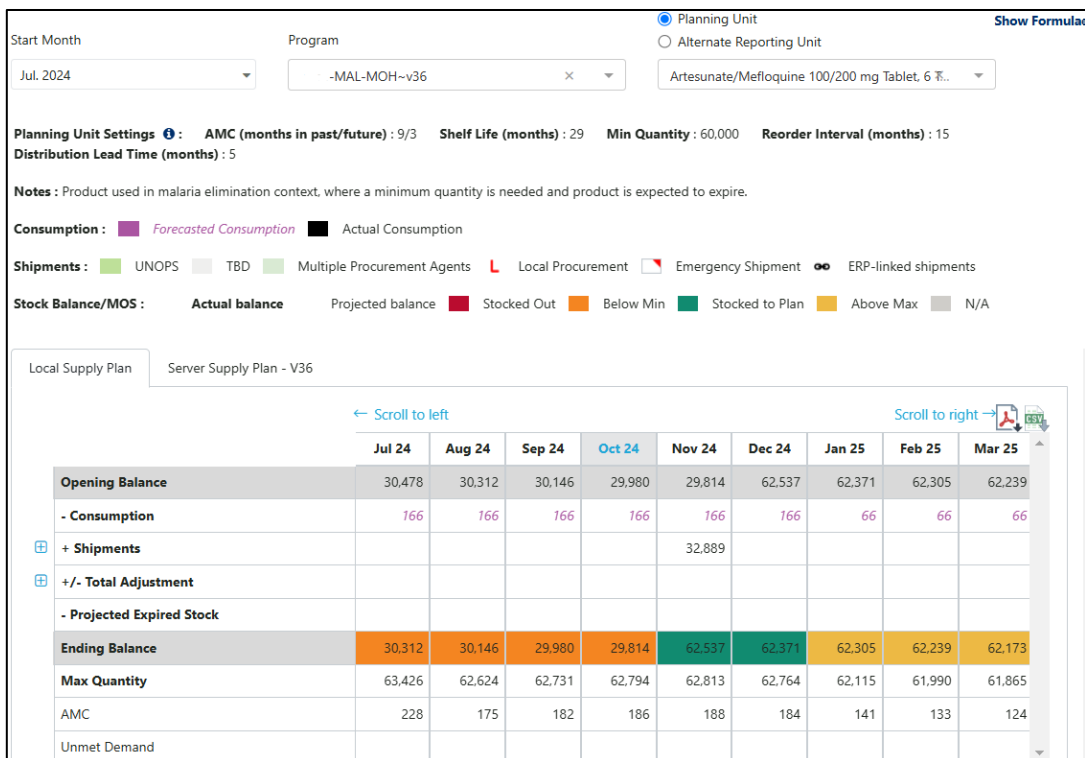 Planning Unit
Show Formulae
Start Month
Program
Alternate Reporting Unit
Jul. 2024
-MAL-MOH~v36
Artesunate/Mefloquine 100/200 mg Tablet, 6 T...
Planning Unit Settings : AMC (months in past/future) : 9/3 Shelf Life (months) : 29 Min Quantity : 60,000 Reorder Interval (months) : 15
Distribution Lead Time (months) : 5
Notes : Product used in malaria elimination context, where a minimum quantity is needed and product is expected to expire.
Consumption : Forecasted Consumption Actual Consumption
Shipments : UNOPS TBD Multiple Procurement Agents L Local Procurement Emergency Shipment ERP-linked shipments
Stock Balance/MOS : Actual balance Projected balance Stocked Out Below Min Stocked to Plan Above Max N/A
Local Supply Plan Server Supply Plan - V36
← Scroll to left Scroll to right → CSV
Jul 24 Aug 24 Sep 24 Oct 24 Nov 24 Dec 24 Jan 25 Feb 25 Mar 25
Opening Balance 30,478 30,312 30,146 29,980 29,814 62,537 62,371 62,305 62,239
- Consumption 166 166 166 166 166 166 66 66 66
+ Shipments 32,889
+/- Total Adjustment
- Projected Expired Stock
Ending Balance 30,312 30,146 29,980 29,814 62,537 62,371 62,305 62,239 62,173
Max Quantity 63,426 62,624 62,731 62,794 62,813 62,764 62,115 61,990 61,865
AMC 228 175 182 186 188 184 141 133 124
Unmet Demand